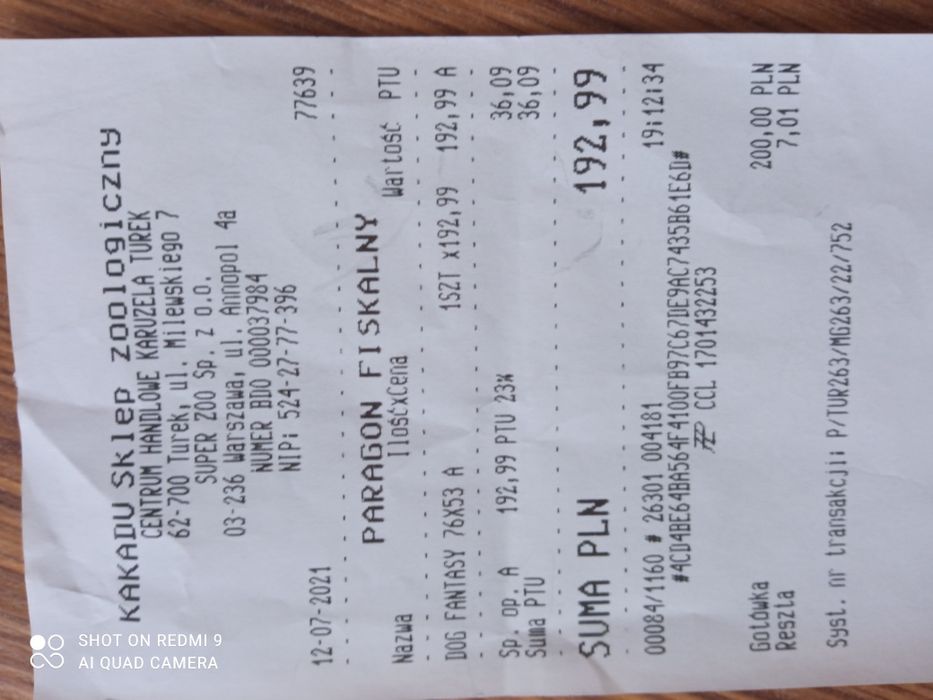 KAKADU Sklep zoologiczny
CENTRUM HANDLOWE KARUZELA TUREK
62-700 Turek, ul. Milewskiego 7
SUPER ZOO Sp. z o.o.
03-236 Warszawa, ul. Annopol 4a
NUMER BDO 000037984
NIP: 524-27-77-396
12-07-2021 77639
PARAGON FISKALNY
Nazwa IlośćxCena Wartość PTU
DOG FANTASY 76X53 A 1SZT x192,99 192,99 A
Sp. op. A 192,99 PTU 23% 36,09
Suma PTU 36,09
SUMA PLN 192,99
00084/1160 # 26301 004181 19:12:34
#4CD4BE64BA564F4100FB97C67DE9AC7435B61E6D#
CCL 1701432253
Gotówka 200,00 PLN
Reszta 7,01 PLN
Syst. nr transakcji: P/TUR263/MG263/22/752
SHOT ON REDMI 9
AI QUAD CAMERA